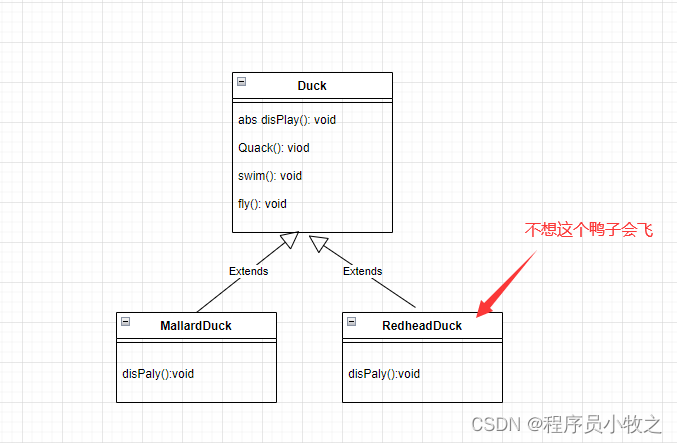 Duck
abs disPlay(): void
Quack(): viod
swim(): void
fly(): void
不想这个鸭子会飞
Extends
Extends
MallardDuck
RedheadDuck
disPaly():void
disPaly():void
CSDN @程序员小牧之